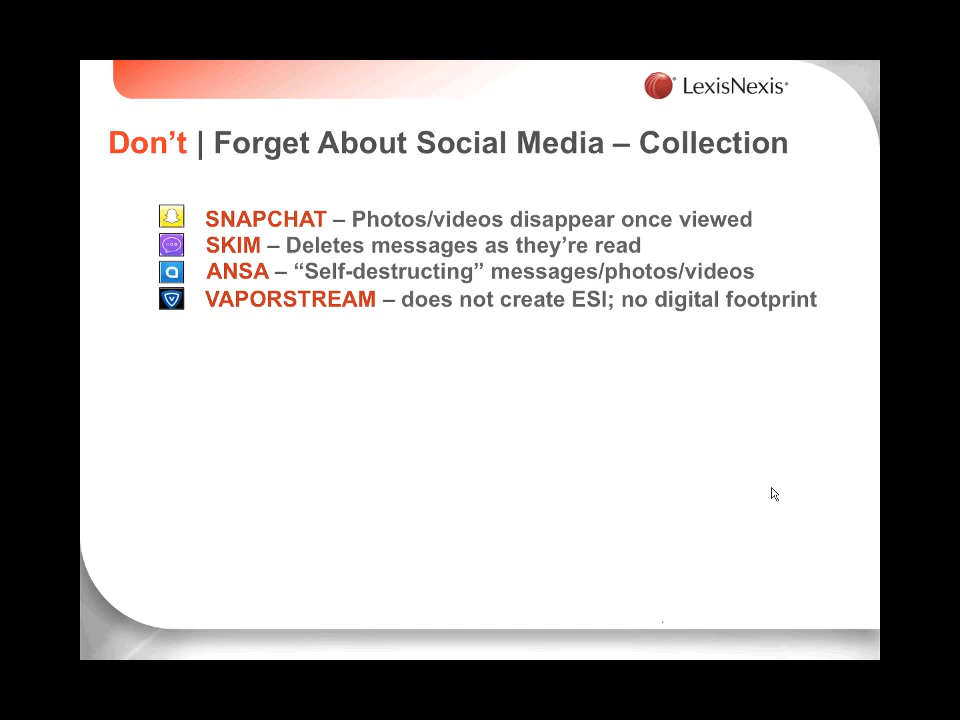 LexisNexis®
Don’t | Forget About Social Media – Collection
SNAPCHAT – Photos/videos disappear once viewed
SKIM – Deletes messages as they’re read
ANSA – “Self-destructing” messages/photos/videos
VAPORSTREAM – does not create ESI; no digital footprint